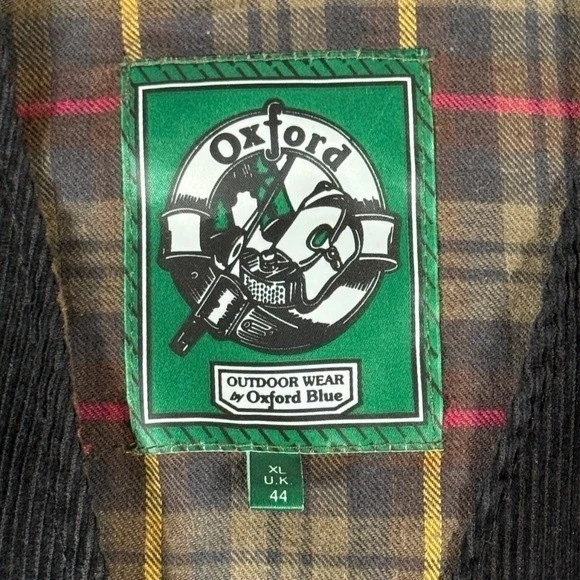 Oxford
OUTDOOR WEAR
by Oxford Blue
XL
U.K.
44